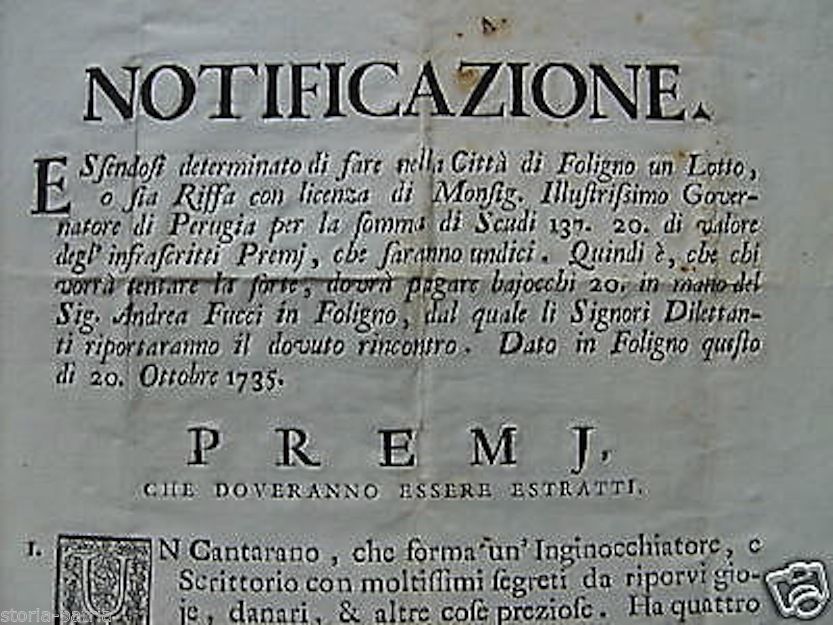 NOTIFICAZIONE.
ESsendosi determinato di fare nella Città di Foligno un Lotto,
o sia Riffa con licenza di Monsig. Illustrissimo Gover-
natore di Perugia per la somma di Scudi 137. 20. di valore
degl' infrascritti Premj, che saranno undici. Quindi è, che chi
vorrà tentare la sorte, dovrà pagare bajocchi 20. in mano del
Sig. Andrea Fucci in Foligno, dal quale li Signori Dilettan-
ti riportaranno il dovuto rincontro. Dato in Foligno questo
dì 20. Ottobre 1735.
PREMJ,
CHE DOVERANNO ESSERE ESTRATTI.
1. UN Cantarano, che forma un' Inginocchiatore, e
Scrittorio con moltissimi segreti da riporvi gio-
je, danari, & altre cose preziose. Ha quattro
storia-patria